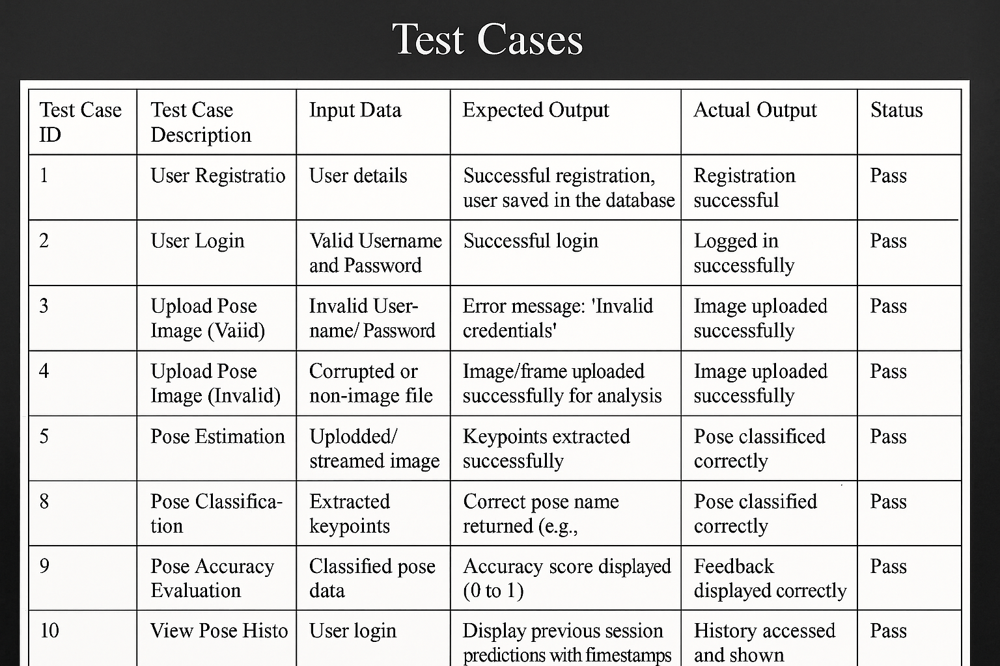 Test Cases
Test Case
ID
Test Case
Description
Input Data
Expected Output
Actual Output
Status
1
User Registratio
User details
Successful registration,
user saved in the database
Registration
successful
Pass
2
User Login
Valid Username
and Password
Successful login
Logged in
successfully
Pass
3
Upload Pose
Image (Vaiid)
Invalid User-
name/ Password
Error message: 'Invalid
credentials'
Image uploaded
successfully
Pass
4
Upload Pose
Image (Invalid)
Corrupted or
non-image file
Image/frame uploaded
successfully for analysis
Image uploaded
successfully
Pass
5
Pose Estimation
Uplodded/
streamed image
Keypoints extracted
successfully
Pose classificed
correctly
Pass
8
Pose Classifica-
tion
Extracted
keypoints
Correct pose name
returned (e.g.,
Pose classified
correctly
Pass
9
Pose Accuracy
Evaluation
Classified pose
data
Accuracy score displayed
(0 to 1)
Feedback
displayed correctly
Pass
10
View Pose Histo
User login
Display previous session
predictions with fimestamps
History accessed
and shown
Pass